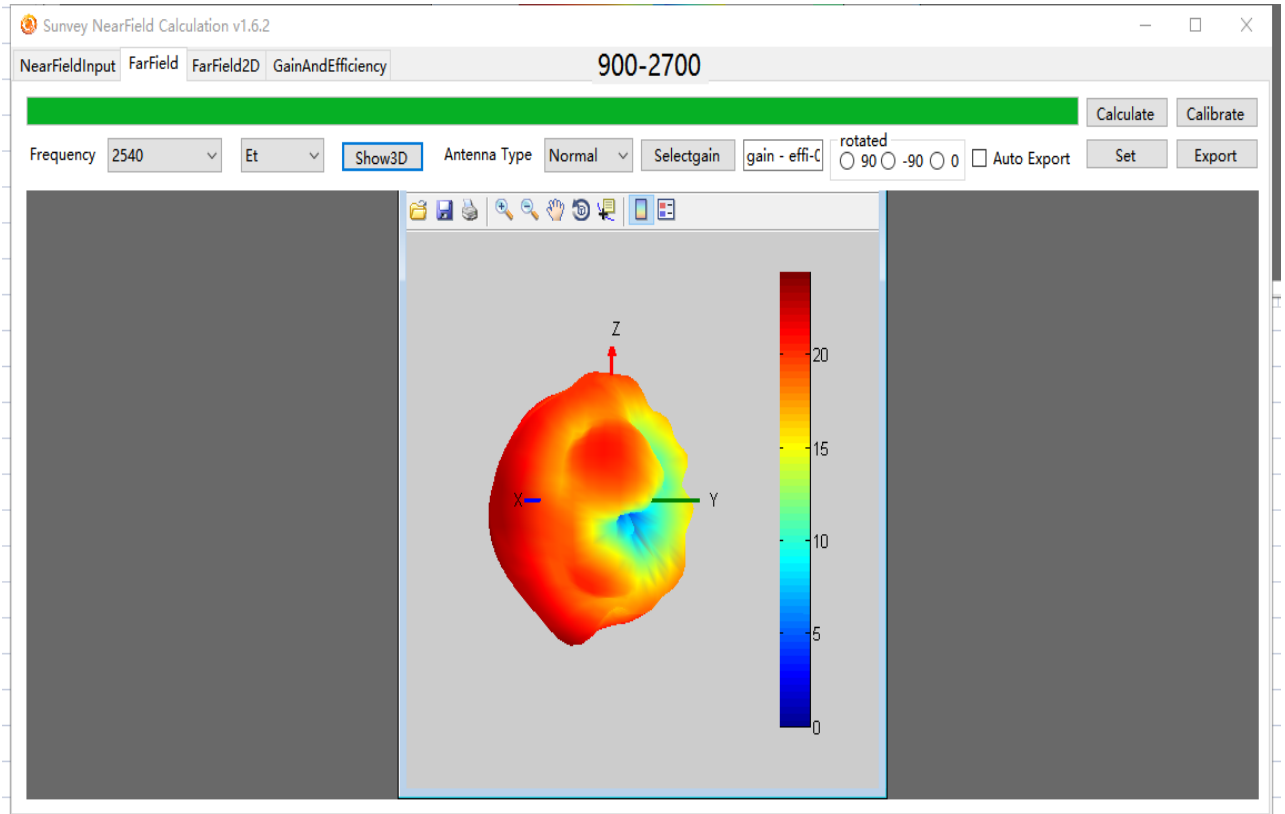 Sunvey NearField Calculation v1.6.2
NearFieldInput FarField FarField2D GainAndEfficiency 900-2700
Calculate Calibrate
Frequency 2540 Et Show3D Antenna Type Normal Selectgain gain - effi-C rotated 90 -90 0 Auto Export Set Export
Z
20
15
X Y
10
5
0